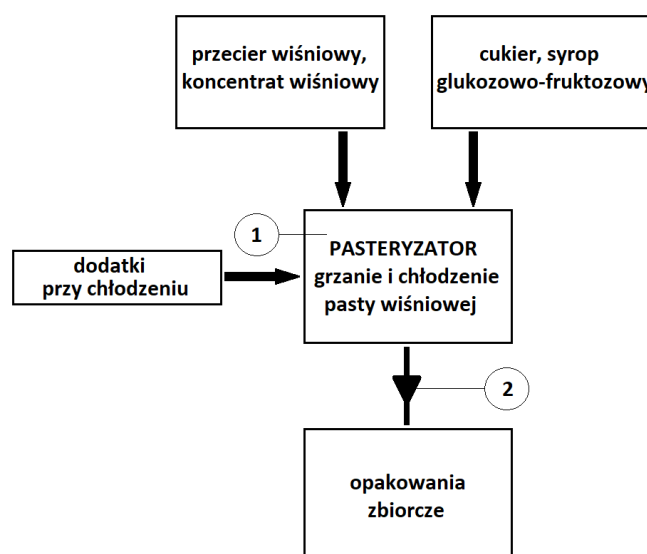 przecier wiśniowy,
koncentrat wiśniowy
cukier, syrop
glukozowo-fruktozowy
1
PASTERYZATOR
grzanie i chłodzenie
pasty wiśniowej
dodatki
przy chłodzeniu
2
opakowania
zbiorcze